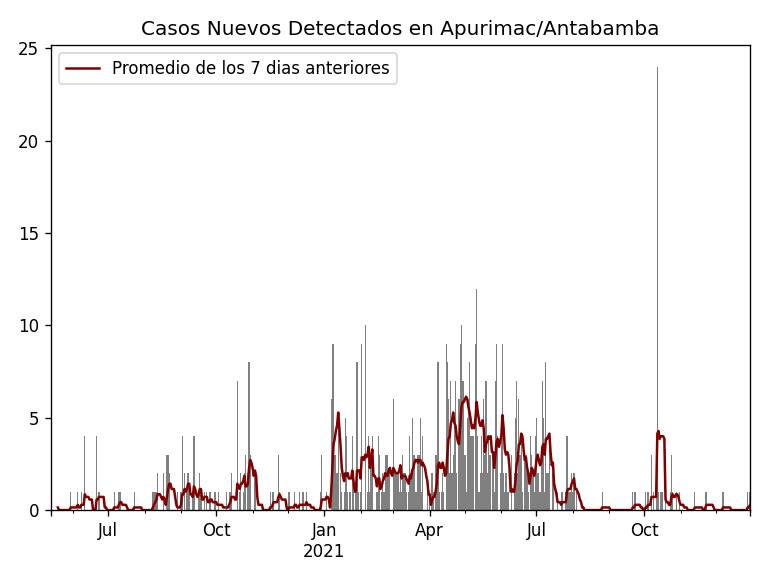 Casos Nuevos Detectados en Apurimac/Antabamba
Promedio de los 7 dias anteriores
25
20
15
10
5
0
Jul
Oct
Jan
2021
Apr
Jul
Oct